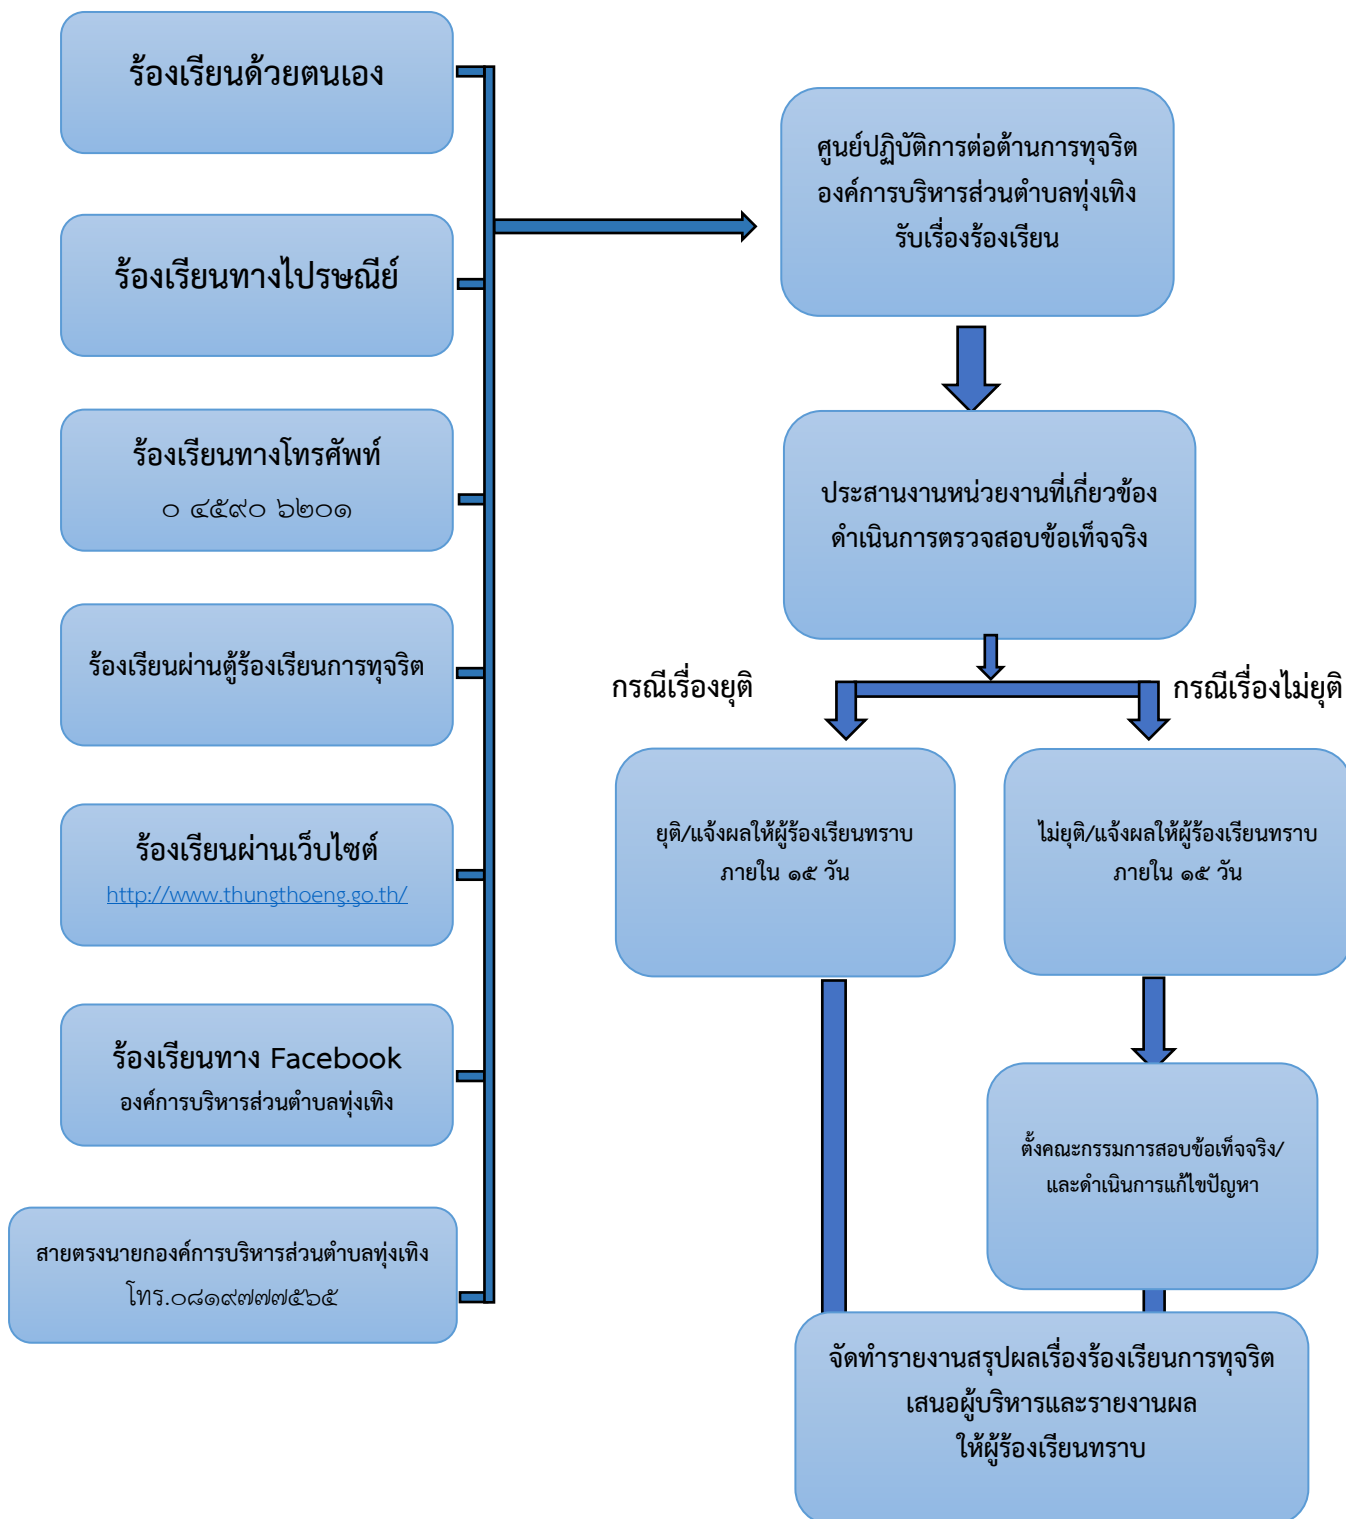 ร้องเรียนด้วยตนเอง
ร้องเรียนทางไปรษณีย์
ร้องเรียนทางโทรศัพท์
๐ ๔๕๙๐ ๖๒๐๑
ร้องเรียนผ่านตู้ร้องเรียนการทุจริต
ร้องเรียนผ่านเว็บไซต์
http://www.thungthoeng.go.th/
ร้องเรียนทาง Facebook
องค์การบริหารส่วนตำบลทุ่งเทิง
สายตรงนายกองค์การบริหารส่วนตำบลทุ่งเทิง
โทร.๐๘๑๙๗๗๗๕๖๕
ศูนย์ปฏิบัติการต่อต้านการทุจริต
องค์การบริหารส่วนตำบลทุ่งเทิง
รับเรื่องร้องเรียน
ประสานงานหน่วยงานที่เกี่ยวข้อง
ดำเนินการตรวจสอบข้อเท็จจริง
กรณีเรื่องยุติ
กรณีเรื่องไม่ยุติ
ยุติ/แจ้งผลให้ผู้ร้องเรียนทราบ
ภายใน ๑๕ วัน
ไม่ยุติ/แจ้งผลให้ผู้ร้องเรียนทราบ
ภายใน ๑๕ วัน
ตั้งคณะกรรมการสอบข้อเท็จจริง/
และดำเนินการแก้ไขปัญหา
จัดทำรายงานสรุปผลเรื่องร้องเรียนการทุจริต
เสนอผู้บริหารและรายงานผล
ให้ผู้ร้องเรียนทราบ